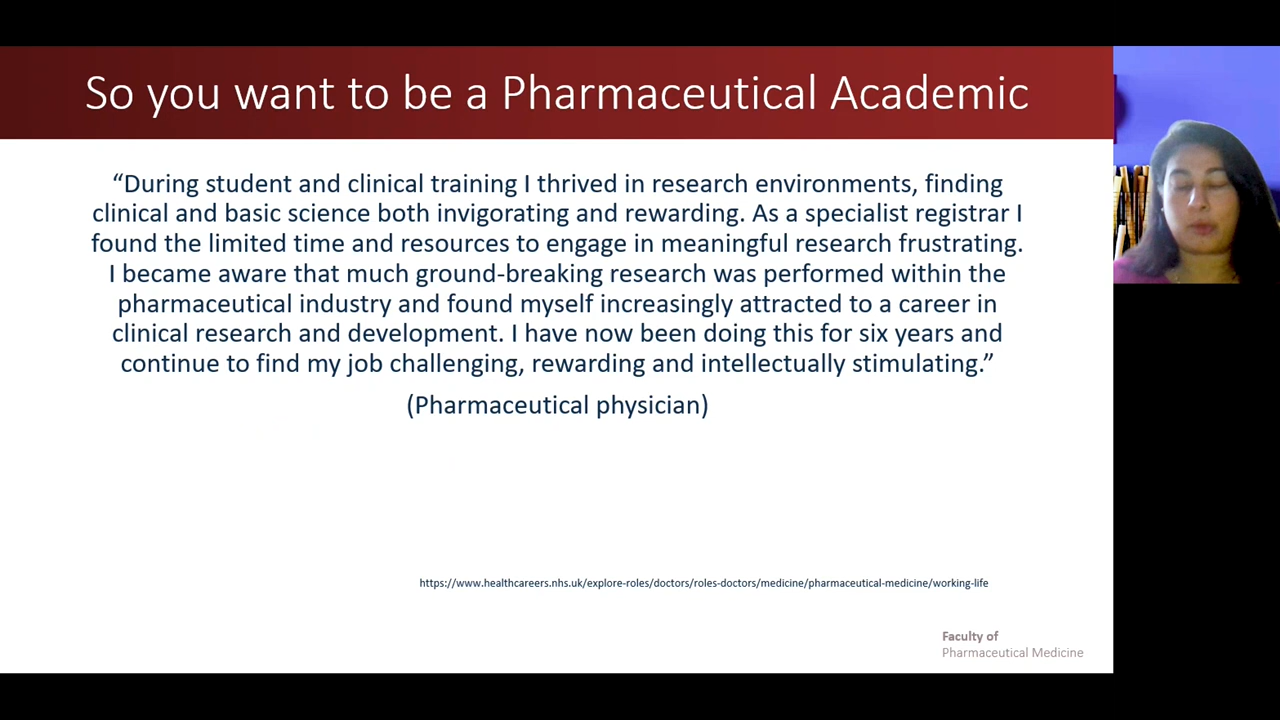 So you want to be a Pharmaceutical Academic
“During student and clinical training I thrived in research environments, finding
clinical and basic science both invigorating and rewarding. As a specialist registrar I
found the limited time and resources to engage in meaningful research frustrating.
I became aware that much ground-breaking research was performed within the
pharmaceutical industry and found myself increasingly attracted to a career in
clinical research and development. I have now been doing this for six years and
continue to find my job challenging, rewarding and intellectually stimulating.”
(Pharmaceutical physician)
https://www.healthcareers.nhs.uk/explore-roles/doctors/roles-doctors/medicine/pharmaceutical-medicine/working-life
Faculty of
Pharmaceutical Medicine